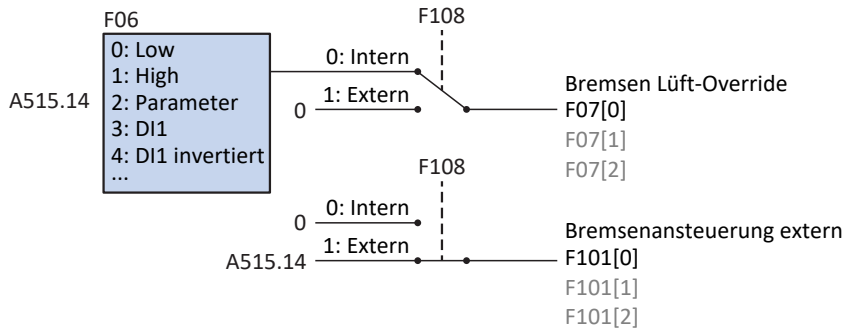 F06
F108
0: Low
1: High
2: Parameter
3: DI1
4: DI1 invertiert
...
A515.14
0: Intern
1: Extern
0
Bremsen Lüft-Override
F07[0]
F07[1]
F07[2]
F108
0: Intern
0
1: Extern
A515.14
Bremsenansteuerung extern
F101[0]
F101[1]
F101[2]